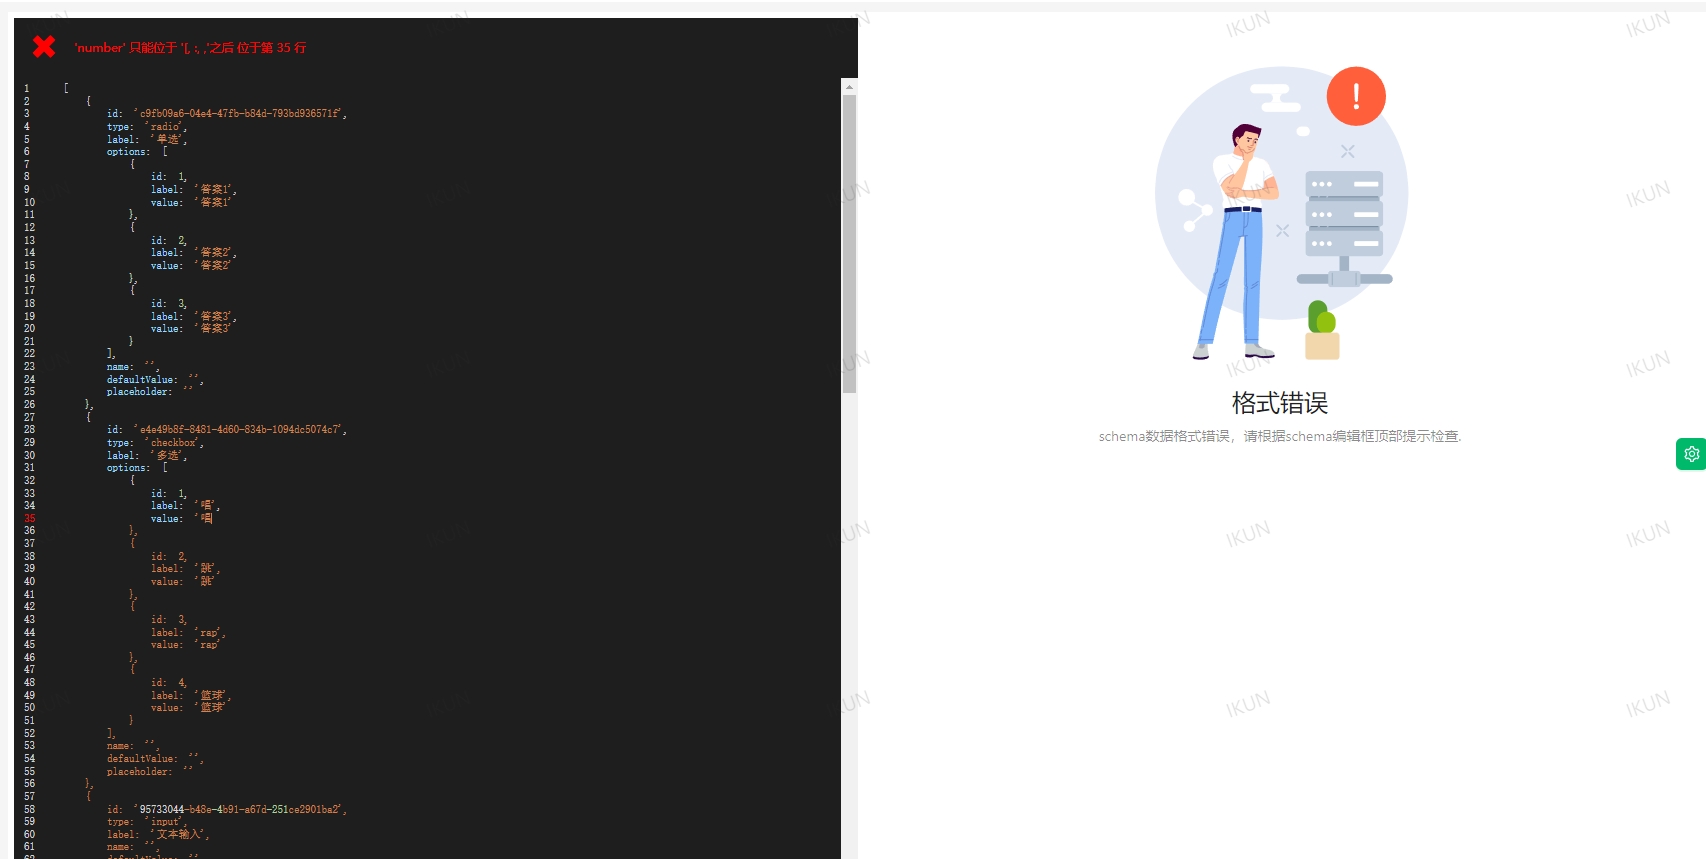 'number' 只能位于 '[, :, ,'之后 位于第 35 行
1 [
2 {
3 id: 'c9fb09a6-04e4-47fb-b84d-793bd936571f',
4 type: 'radio',
5 label: '单选',
6 options: [
7 {
8 id: 1,
9 label: '答案1',
10 value: '答案1'
11 },
12 {
13 id: 2,
14 label: '答案2',
15 value: '答案2'
16 },
17 {
18 id: 3,
19 label: '答案3',
20 value: '答案3'
21 }
22 ],
23 name: '',
24 defaultValue: '',
25 placeholder: ''
26 },
27 {
28 id: 'e4e49b8f-8481-4d60-834b-1094dc5074c7',
29 type: 'checkbox',
30 label: '多选',
31 options: [
32 {
33 id: 1,
34 label: '唱',
35 value: '唱
36 },
37 {
38 id: 2,
39 label: '跳',
40 value: '跳'
41 },
42 {
43 id: 3,
44 label: 'rap',
45 value: 'rap'
46 },
47 {
48 id: 4,
49 label: '篮球',
50 value: '篮球'
51 }
52 ],
53 name: '',
54 defaultValue: '',
55 placeholder: ''
56 },
57 {
58 id: '95733044-b48e-4b91-a67d-251ce2901ba2',
59 type: 'input',
60 label: '文本输入',
61 name: '',
62 defaultValue: ''
格式错误
schema数据格式错误，请根据schema编辑框顶部提示检查.
IKUN
IKUN
IKUN
IKUN
IKUN
IKUN
IKUN
IKUN
IKUN